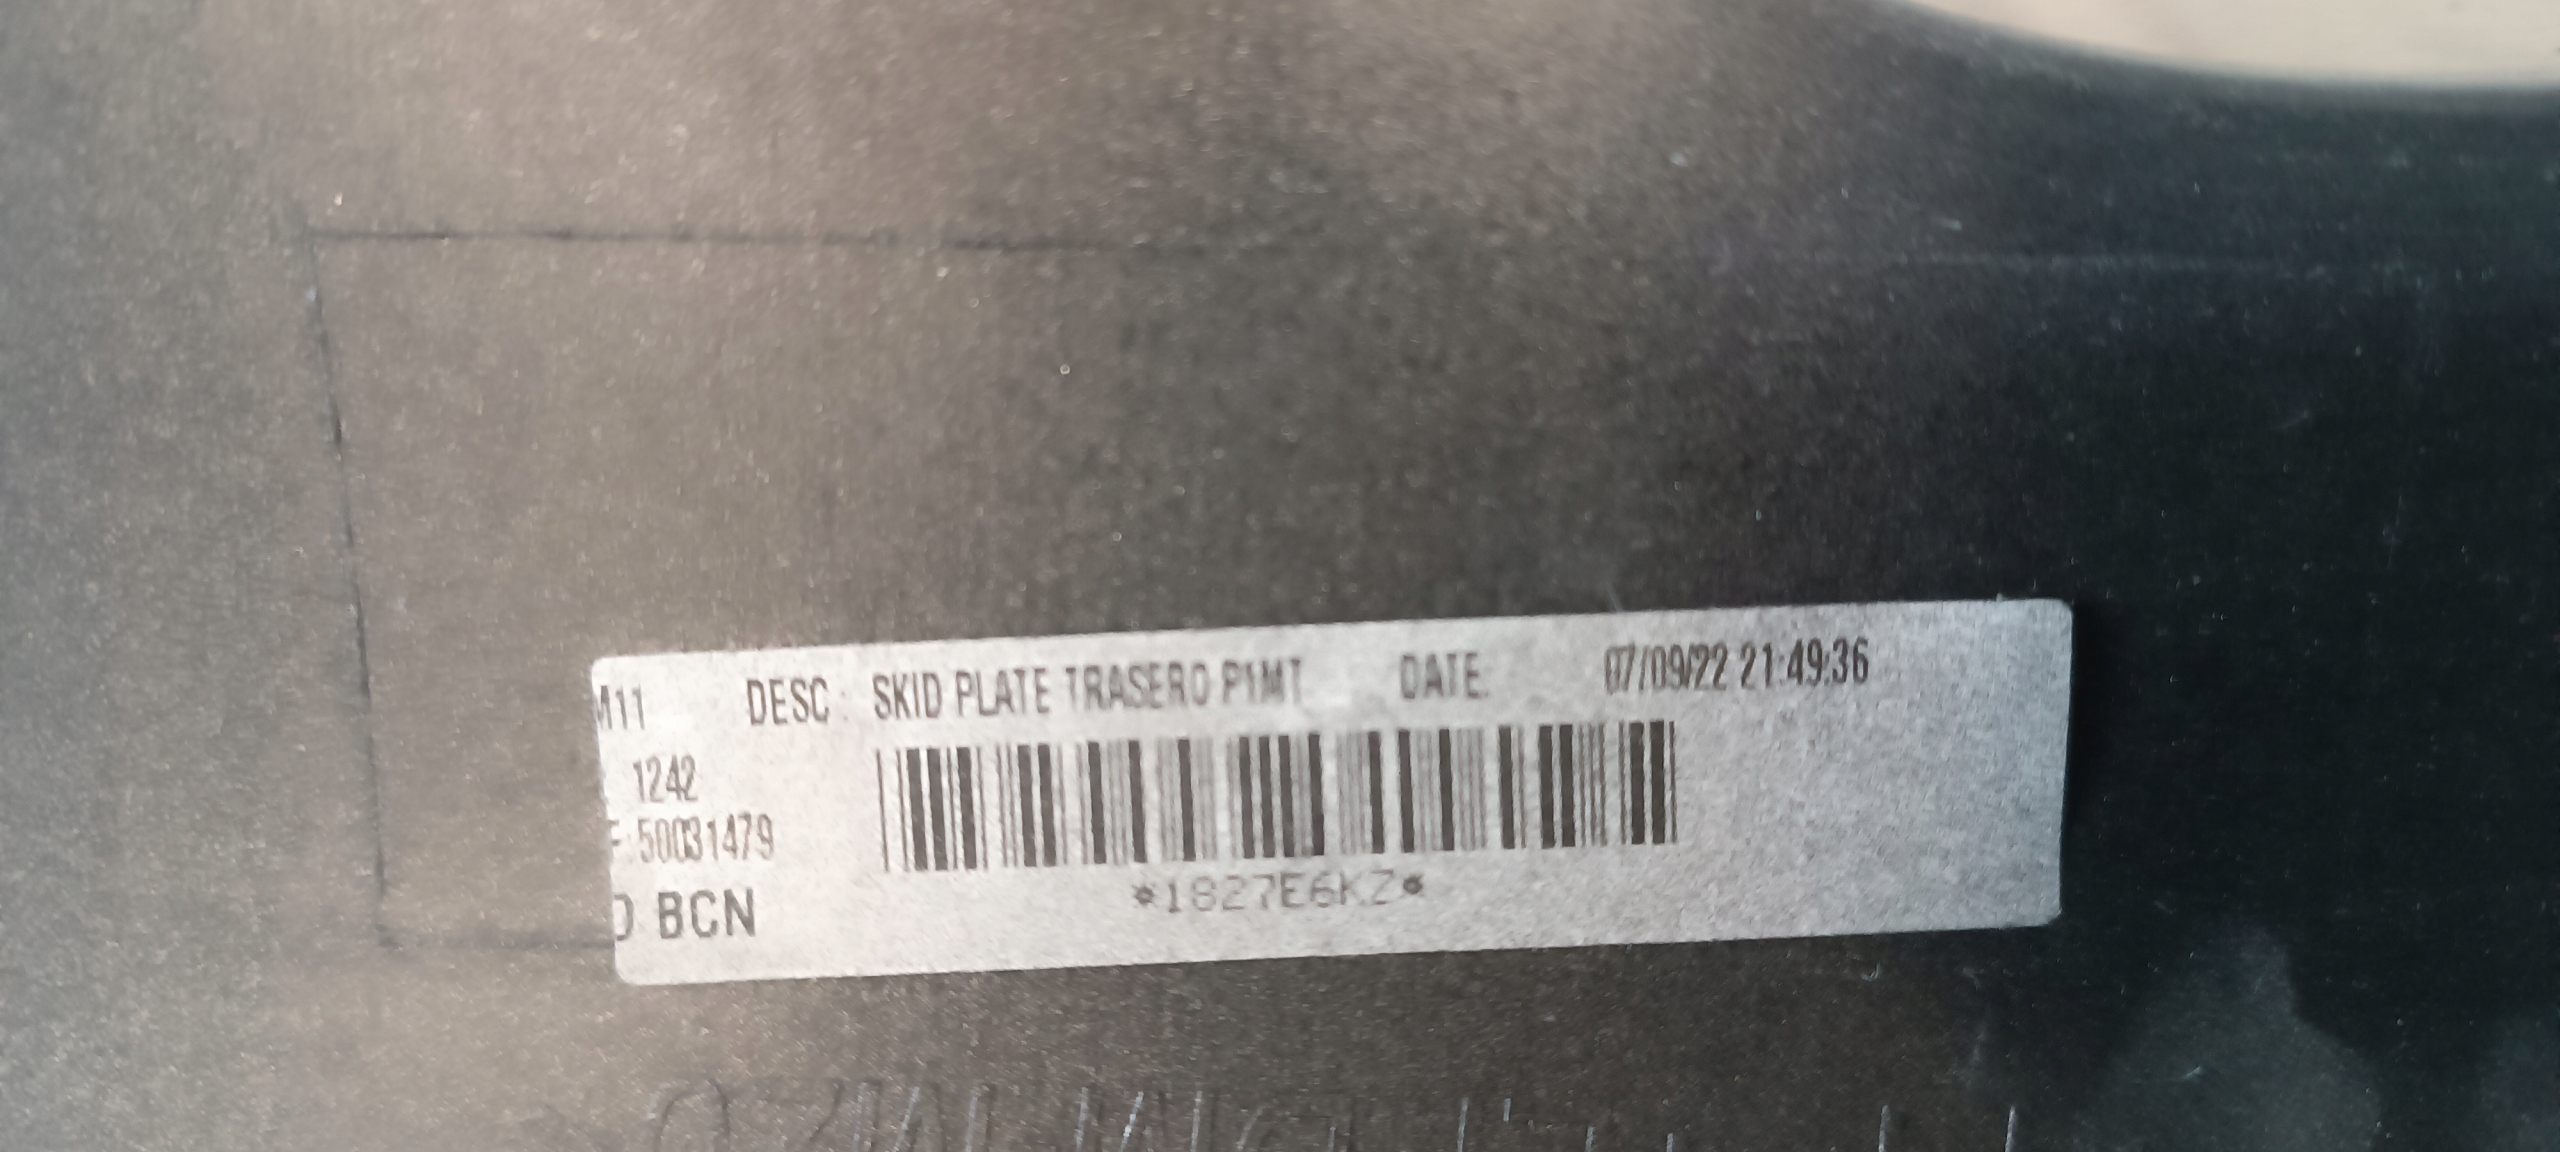 M11 DESC: SKID PLATE TRASERO P1MT DATE: 07/09/22 21:49:36
1242
F:50031479
*1827E6KZ*
D BCN